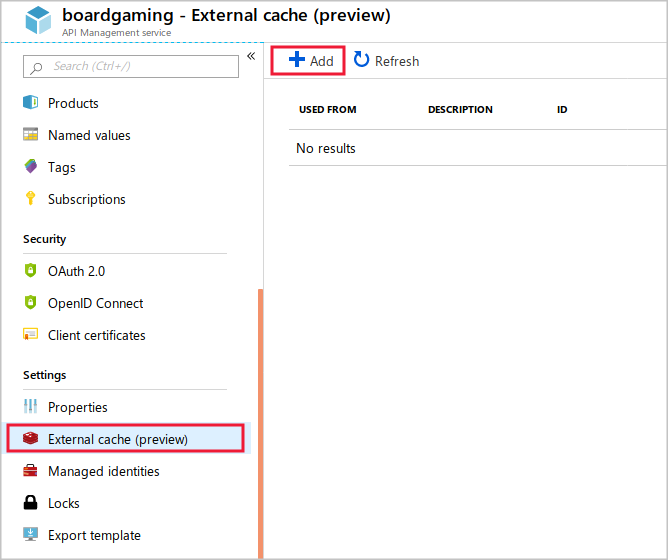 boardgaming - External cache (preview)
API Management service
Search (Ctrl+/)
«
Products
Named values
Tags
Subscriptions
Security
OAuth 2.0
OpenID Connect
Client certificates
Settings
Properties
External cache (preview)
Managed identities
Locks
Export template
Add Refresh
USED FROM DESCRIPTION ID
No results